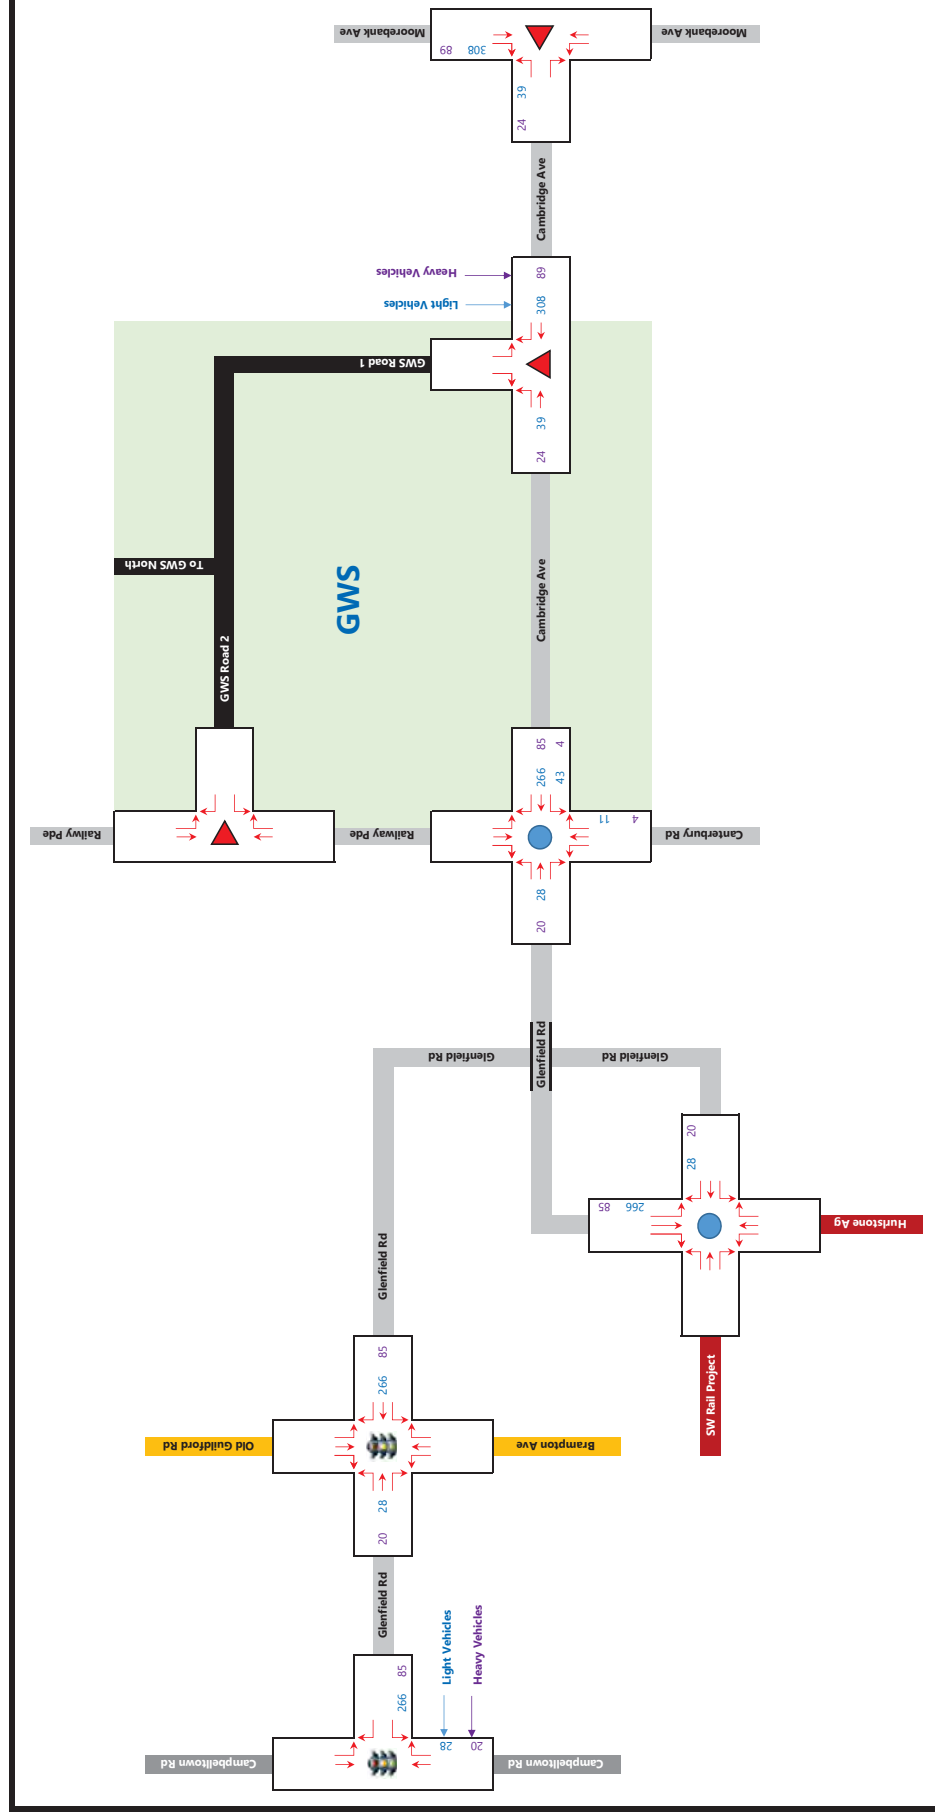 Moorebank Ave
Moorebank Ave
89 308
39
24
Cambridge Ave
Heavy Vehicles
89
Light Vehicles
308
GWS Road 1
39
24
To GWS North
GWS
Cambridge Ave
GWS Road 2
85 4
266 43
11 4
Railwy Pde
Railway Pde
Canterbury Rd
28
20
Glenfield Rd
Glenfield Rd
Glenfield Rd
20
28
85 266
Hurlstone Ag
Glenfield Rd
85
266
SW Rail Project
Old Guildford Rd
Brampton Ave
28
20
Glenfield Rd
Light Vehicles
Heavy Vehicles
85
266
28 20
Campbelltown Rd
Campbelltown Rd